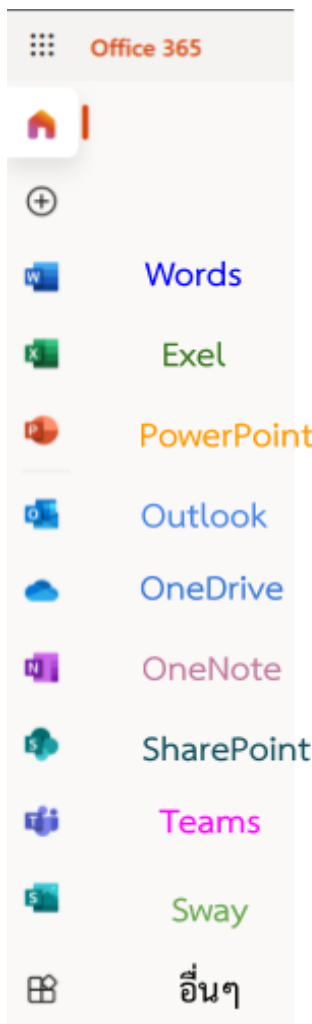 Office 365
Words
Exel
PowerPoint
Outlook
OneDrive
OneNote
SharePoint
Teams
Sway
อื่นๆ